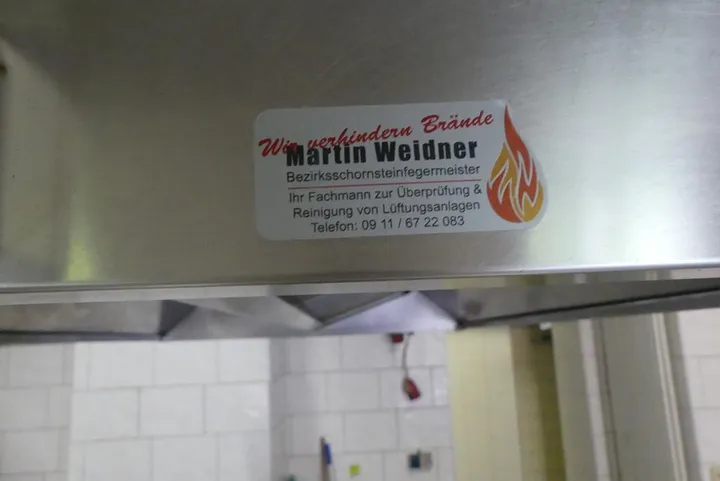 Wir verhindern Brände
Martin Weidner
Bezirksschornsteinfegermeister
Ihr Fachmann zur Überprüfung &
Reinigung von Lüftungsanlagen
Telefon: 09 11 / 67 22 083